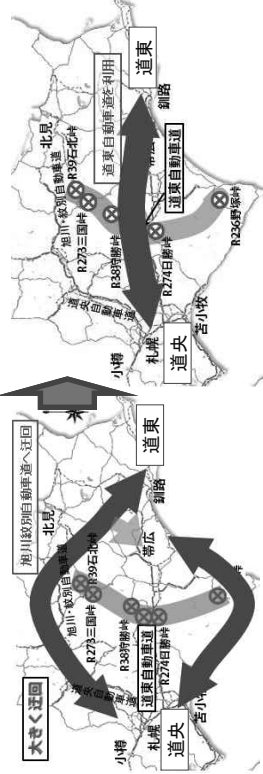 大きく迂回
旭川紋別自動車道へ迂回
北見
旭川・紋別自動車道
R39石北峠
R273三国峠
道央自動車道
R38狩勝峠
小樽
札幌
道東自動車道
R274日勝峠
帯広
釧路
道東
道央
苫小牧
峠
北見
旭川・紋別自動車道
R39石北峠
R273三国峠
道央自動車道
R38狩勝峠
道東自動車道を利用
小樽
札幌
帯広
釧路
道東
道東自動車道
R274日勝峠
道央
苫小牧
R236野塚峠